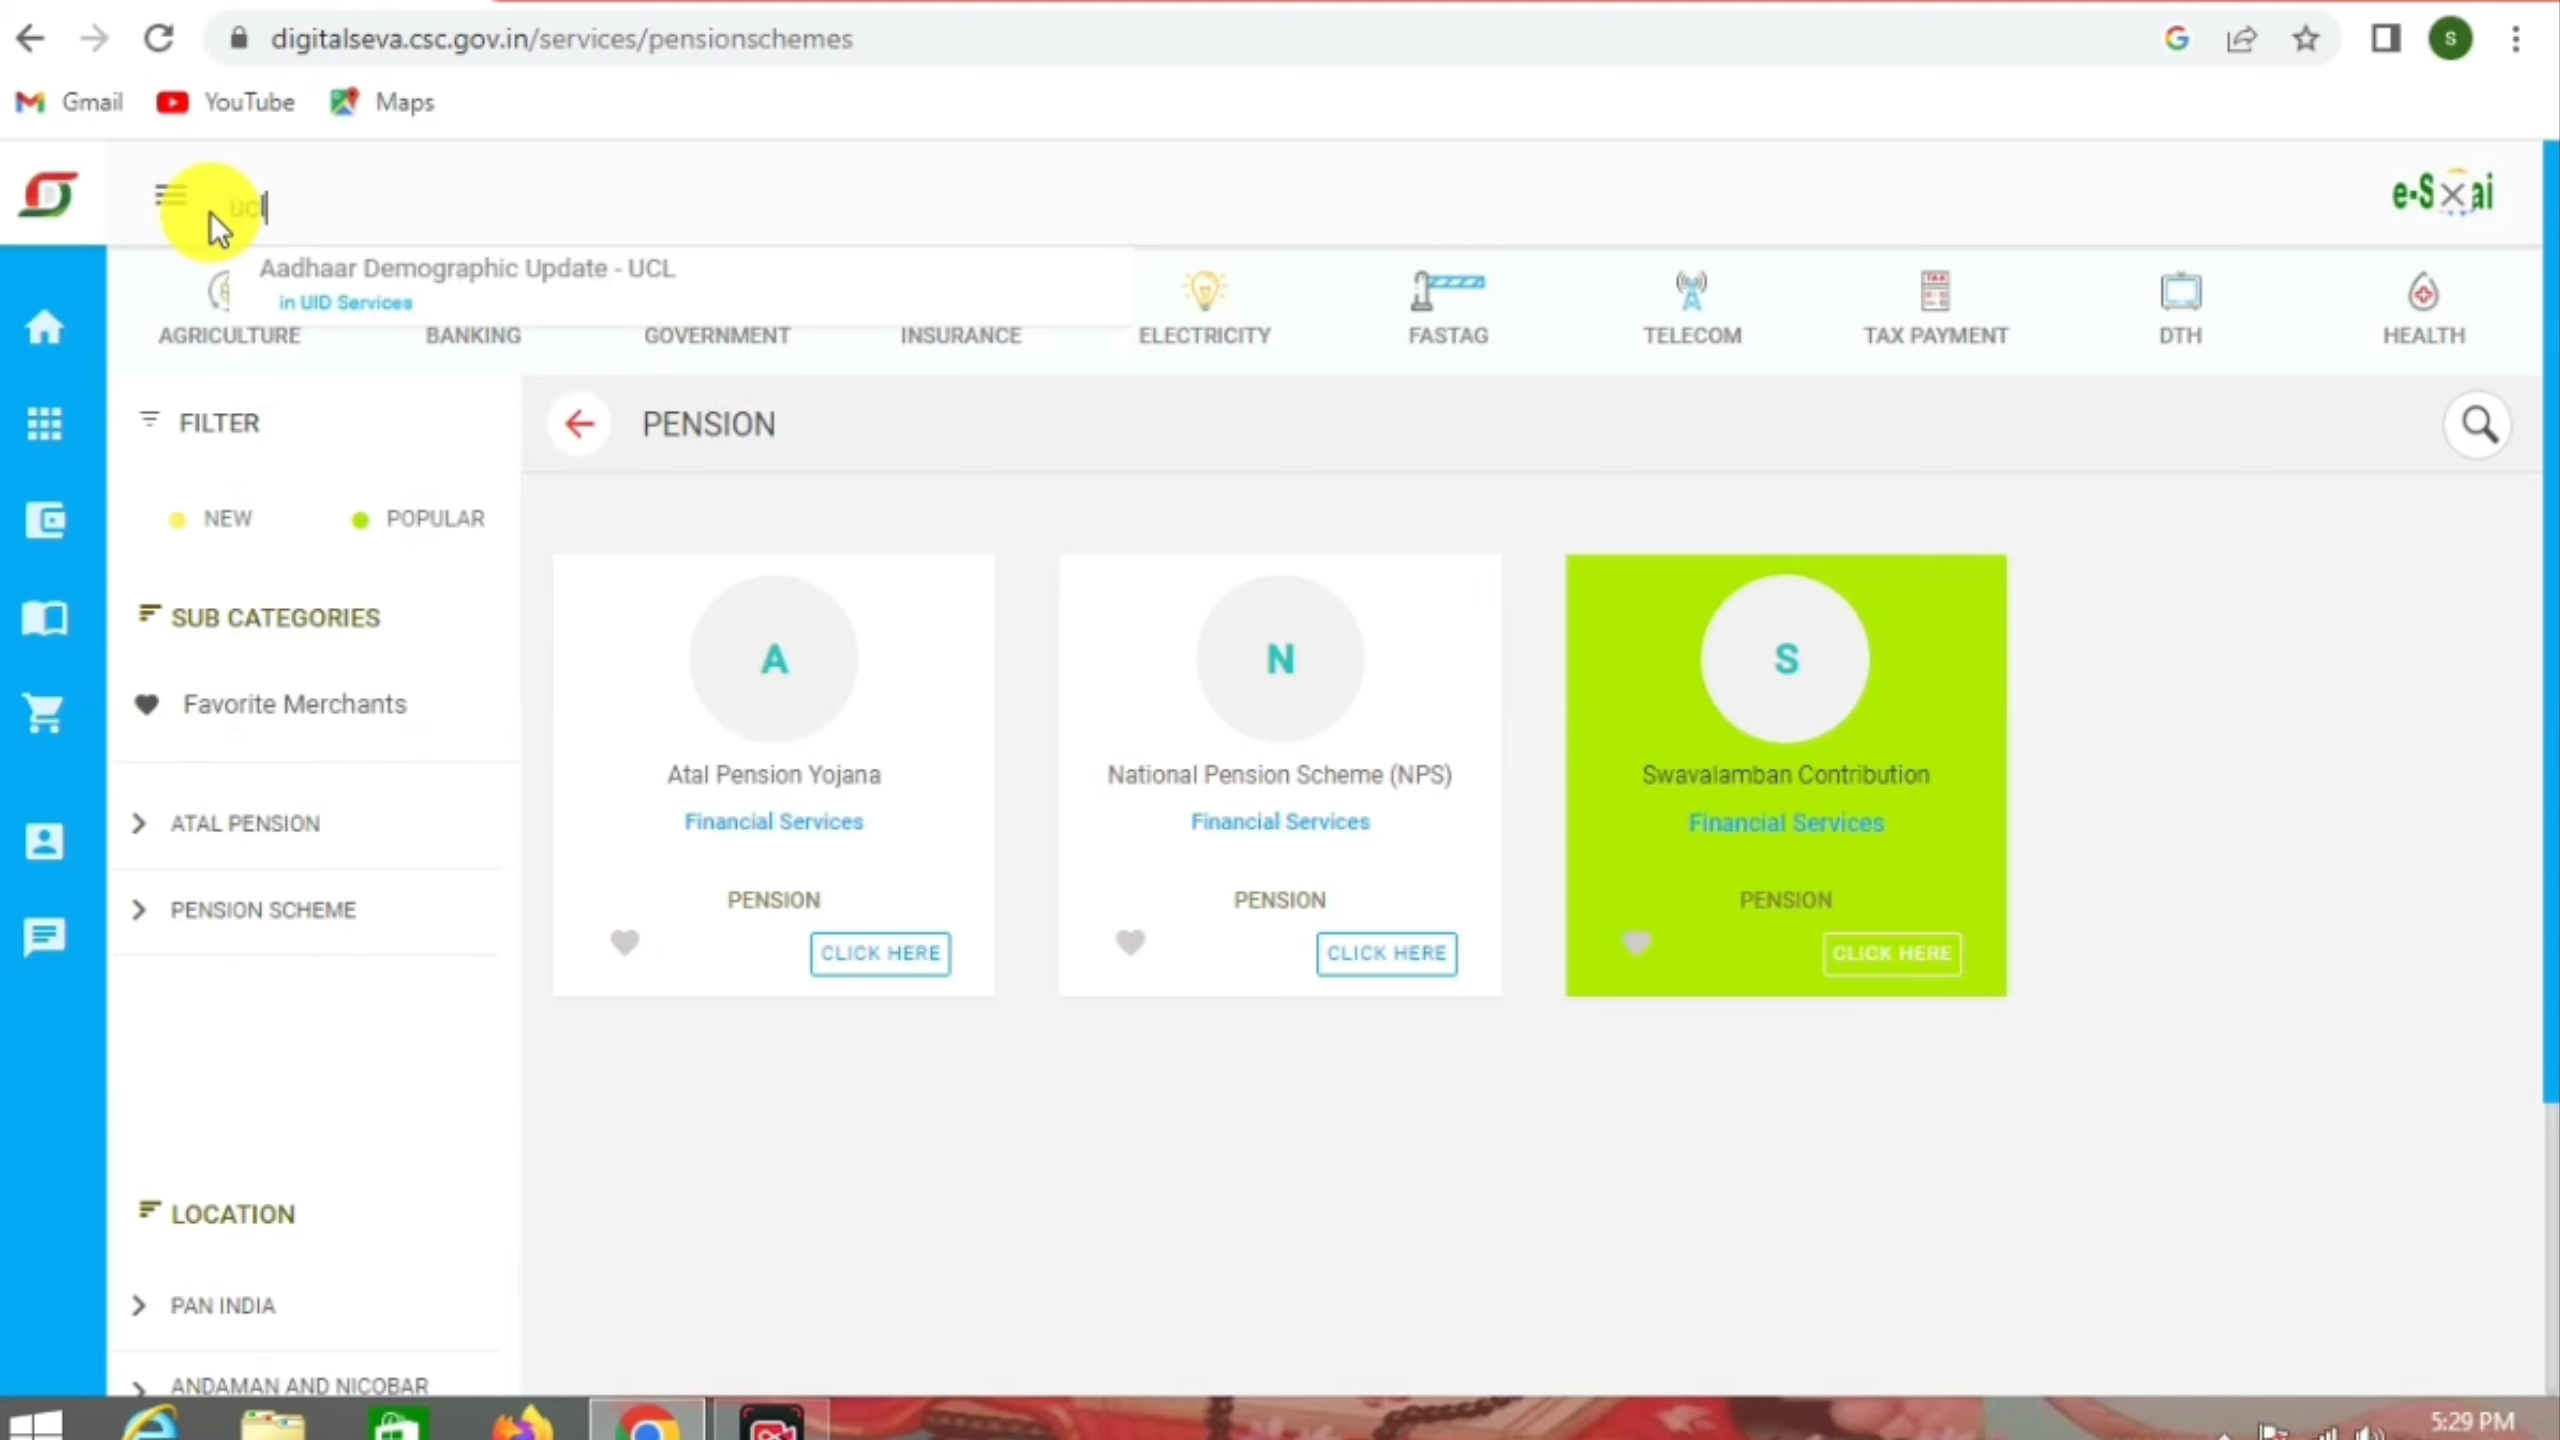 digitalseva.csc.gov.in/services/pensionschemes
G
S
Gmail
YouTube
Maps
ucl
Aadhaar Demographic Update - UCL
in UID Services
AGRICULTURE
BANKING
GOVERNMENT
INSURANCE
ELECTRICITY
FASTAG
TELECOM
TAX PAYMENT
DTH
HEALTH
FILTER
PENSION
NEW
POPULAR
SUB CATEGORIES
Favorite Merchants
ATAL PENSION
PENSION SCHEME
A
Atal Pension Yojana
Financial Services
PENSION
CLICK HERE
N
National Pension Scheme (NPS)
Financial Services
PENSION
CLICK HERE
S
Swavalamban Contribution
Financial Services
PENSION
CLICK HERE
LOCATION
PAN INDIA
ANDAMAN AND NICOBAR
5:29 PM